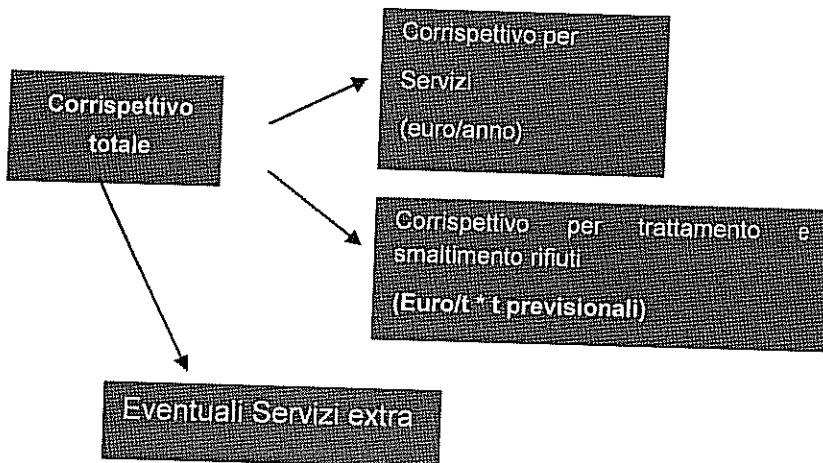 Corrispettivo
totale
Corrispettivo per
Servizi
(euro/anno)
Corrispettivo per trattamento e
smaltimento rifiuti
(Euro/t * t previsionali)
Eventuali Servizi extra